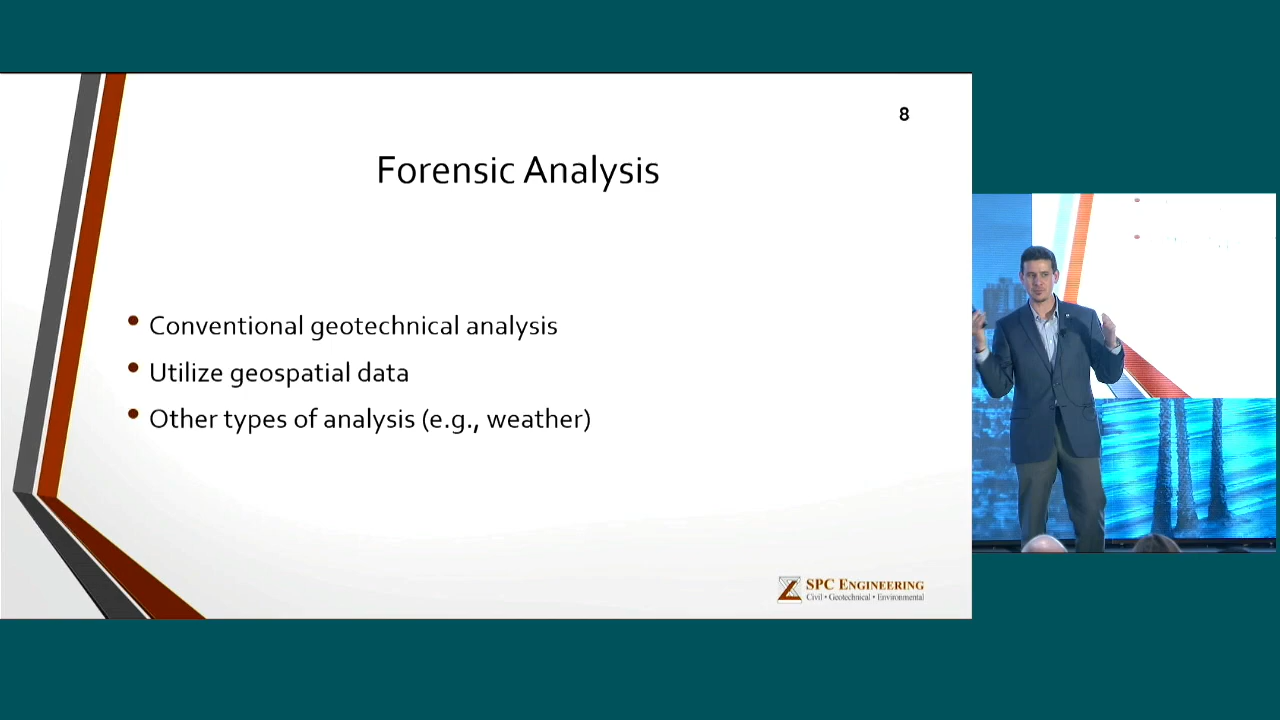 8
Forensic Analysis
• Conventional geotechnical analysis
• Utilize geospatial data
• Other types of analysis (e.g., weather)
SPC Engineering
Civil • Geotechnical • Environmental